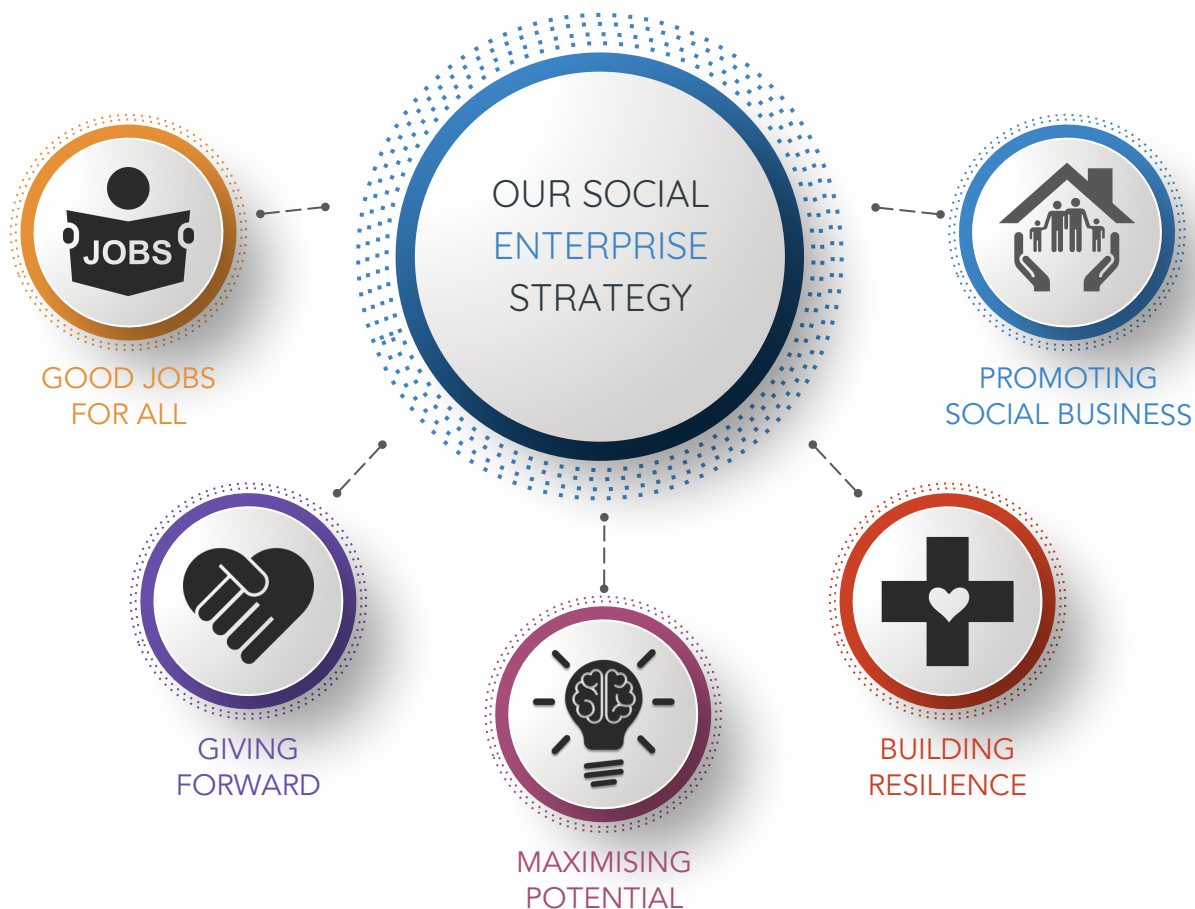 OUR SOCIAL
ENTERPRISE
STRATEGY
JOBS
GOOD JOBS
FOR ALL
PROMOTING
SOCIAL BUSINESS
GIVING
FORWARD
BUILDING
RESILIENCE
MAXIMISING
POTENTIAL